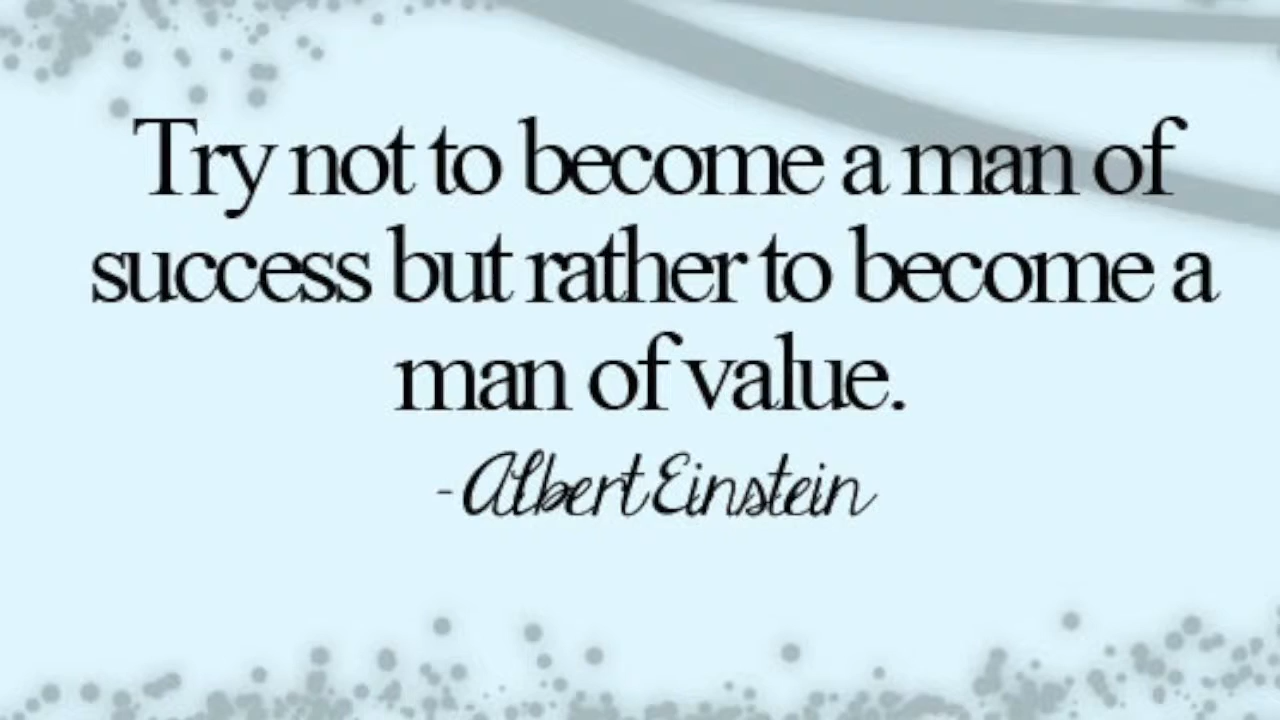 Try not to become a man of
success but rather to become a
man of value.
- Albert Einstein